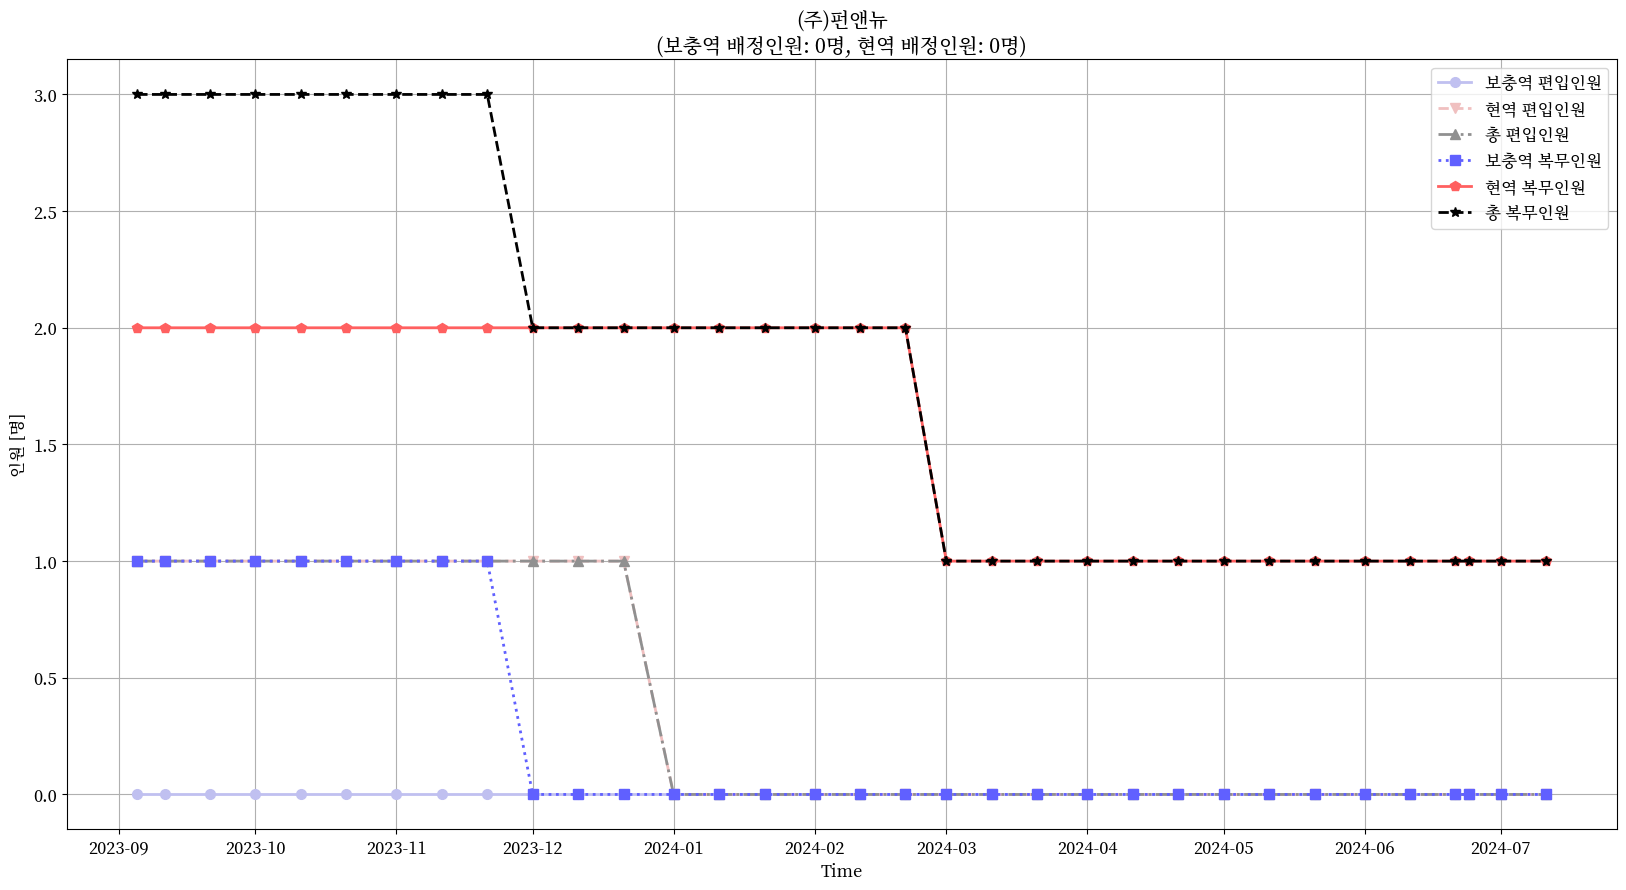 (주)펀앤뉴
(보충역 배정인원: 0명, 현역 배정인원: 0명)
보충역 편입인원
현역 편입인원
총 편입인원
보충역 복무인원
현역 복무인원
총 복무인원
인원 [명]
3.0
2.5
2.0
1.5
1.0
0.5
0.0
2023-09 2023-10 2023-11 2023-12 2024-01 2024-02 2024-03 2024-04 2024-05 2024-06 2024-07
Time